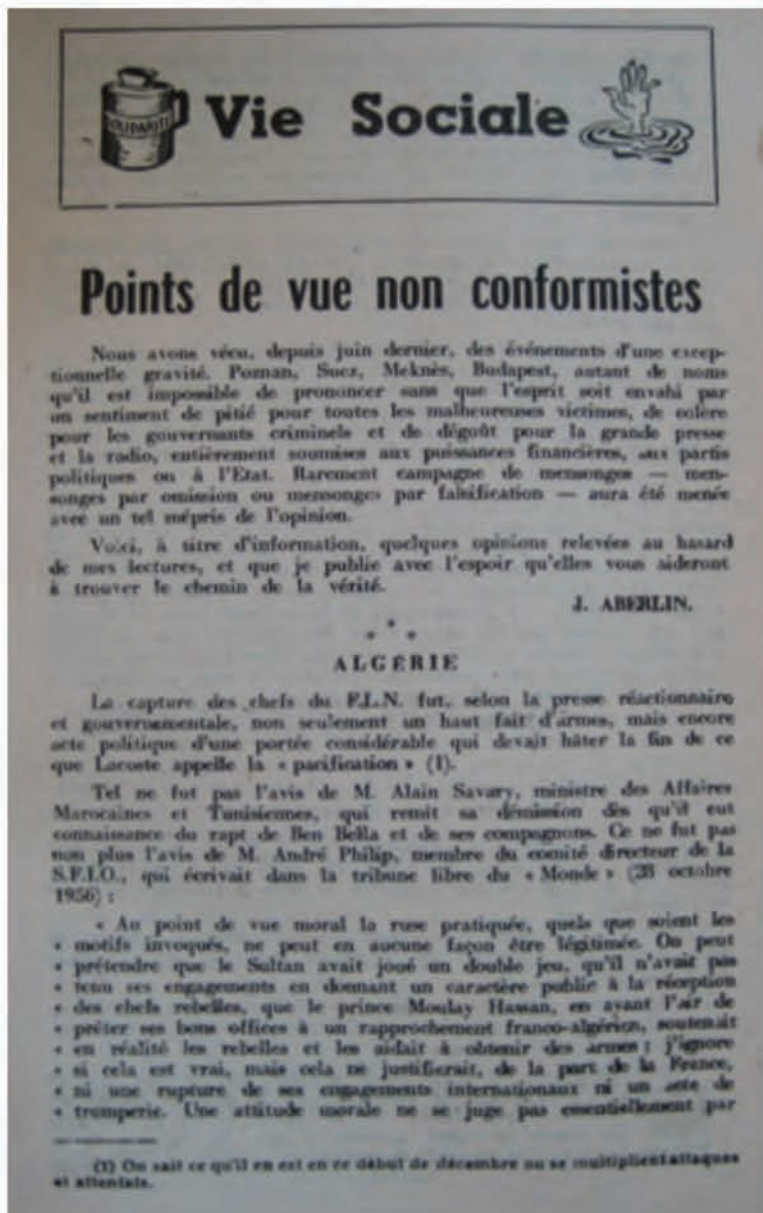 SOLIDARITÉ
Vie Sociale
Points de vue non conformistes
Nous avons vécu, depuis juin dernier, des événements d'une excep-
tionnelle gravité. Poznan, Suez, Meknès, Budapest, autant de noms
qu'il est impossible de prononcer sans que l'esprit soit envahi par
un sentiment de pitié pour toutes les malheureuses victimes, de colère
pour les gouvernants criminels et de dégoût pour la grande presse
et la radio, entièrement soumises aux puissances financières, aux partis
politiques ou à l'Etat. Rarement campagne de mensonges — men-
songes par omission ou mensonges par falsification — aura été menée
avec un tel mépris de l'opinion.
Voici, à titre d'information, quelques opinions relevées au hasard
de mes lectures, et que je publie avec l'espoir qu'elles vous aideront
à trouver le chemin de la vérité.
J. ABERLIN.
* * *
ALGÉRIE
La capture des chefs du F.L.N. fut, selon la presse réactionnaire
et gouvernementale, non seulement un haut fait d'armes, mais encore
acte politique d'une portée considérable qui devait hâter la fin de ce
que Lacoste appelle la « pacification » (1).
Tel ne fut pas l'avis de M. Alain Savary, ministre des Affaires
Marocaines et Tunisiennes, qui remit sa démission dès qu'il eut
connaissance du rapt de Ben Bella et de ses compagnons. Ce ne fut pas
non plus l'avis de M. André Philip, membre du comité directeur de la
S.F.I.O., qui écrivait dans la tribune libre du « Monde » (28 octobre
1956) :
« Au point de vue moral la ruse pratiquée, quels que soient les
« motifs invoqués, ne peut en aucune façon être légitimée. On peut
« prétendre que le Sultan avait joué un double jeu, qu'il n'avait pas
« tenu ses engagements en donnant un caractère public à la réception
« des chefs rebelles, que le prince Moulay Hassan, en ayant l'air de
« prêter ses bons offices à un rapprochement franco-algérien, soutenait
« en réalité les rebelles et les aidait à obtenir des armes : j'ignore
« si cela est vrai, mais cela ne justifierait, de la part de la France,
« ni une rupture de ses engagements internationaux ni un acte de
« tromperie. Une attitude morale ne se juge pas essentiellement par
(1) On sait ce qu'il en est en ce début de décembre ou se multiplient attaques
et attentats.